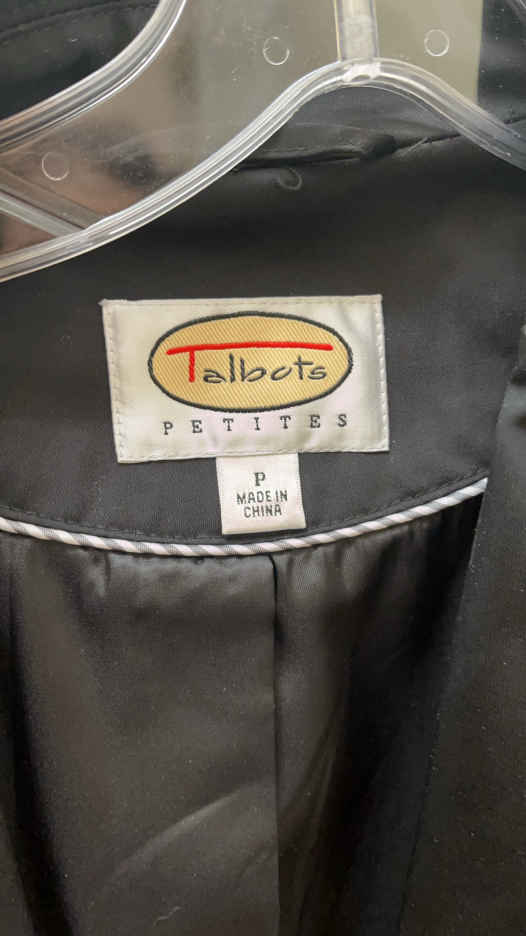 Talbots
PETITES
P
MADE IN
CHINA